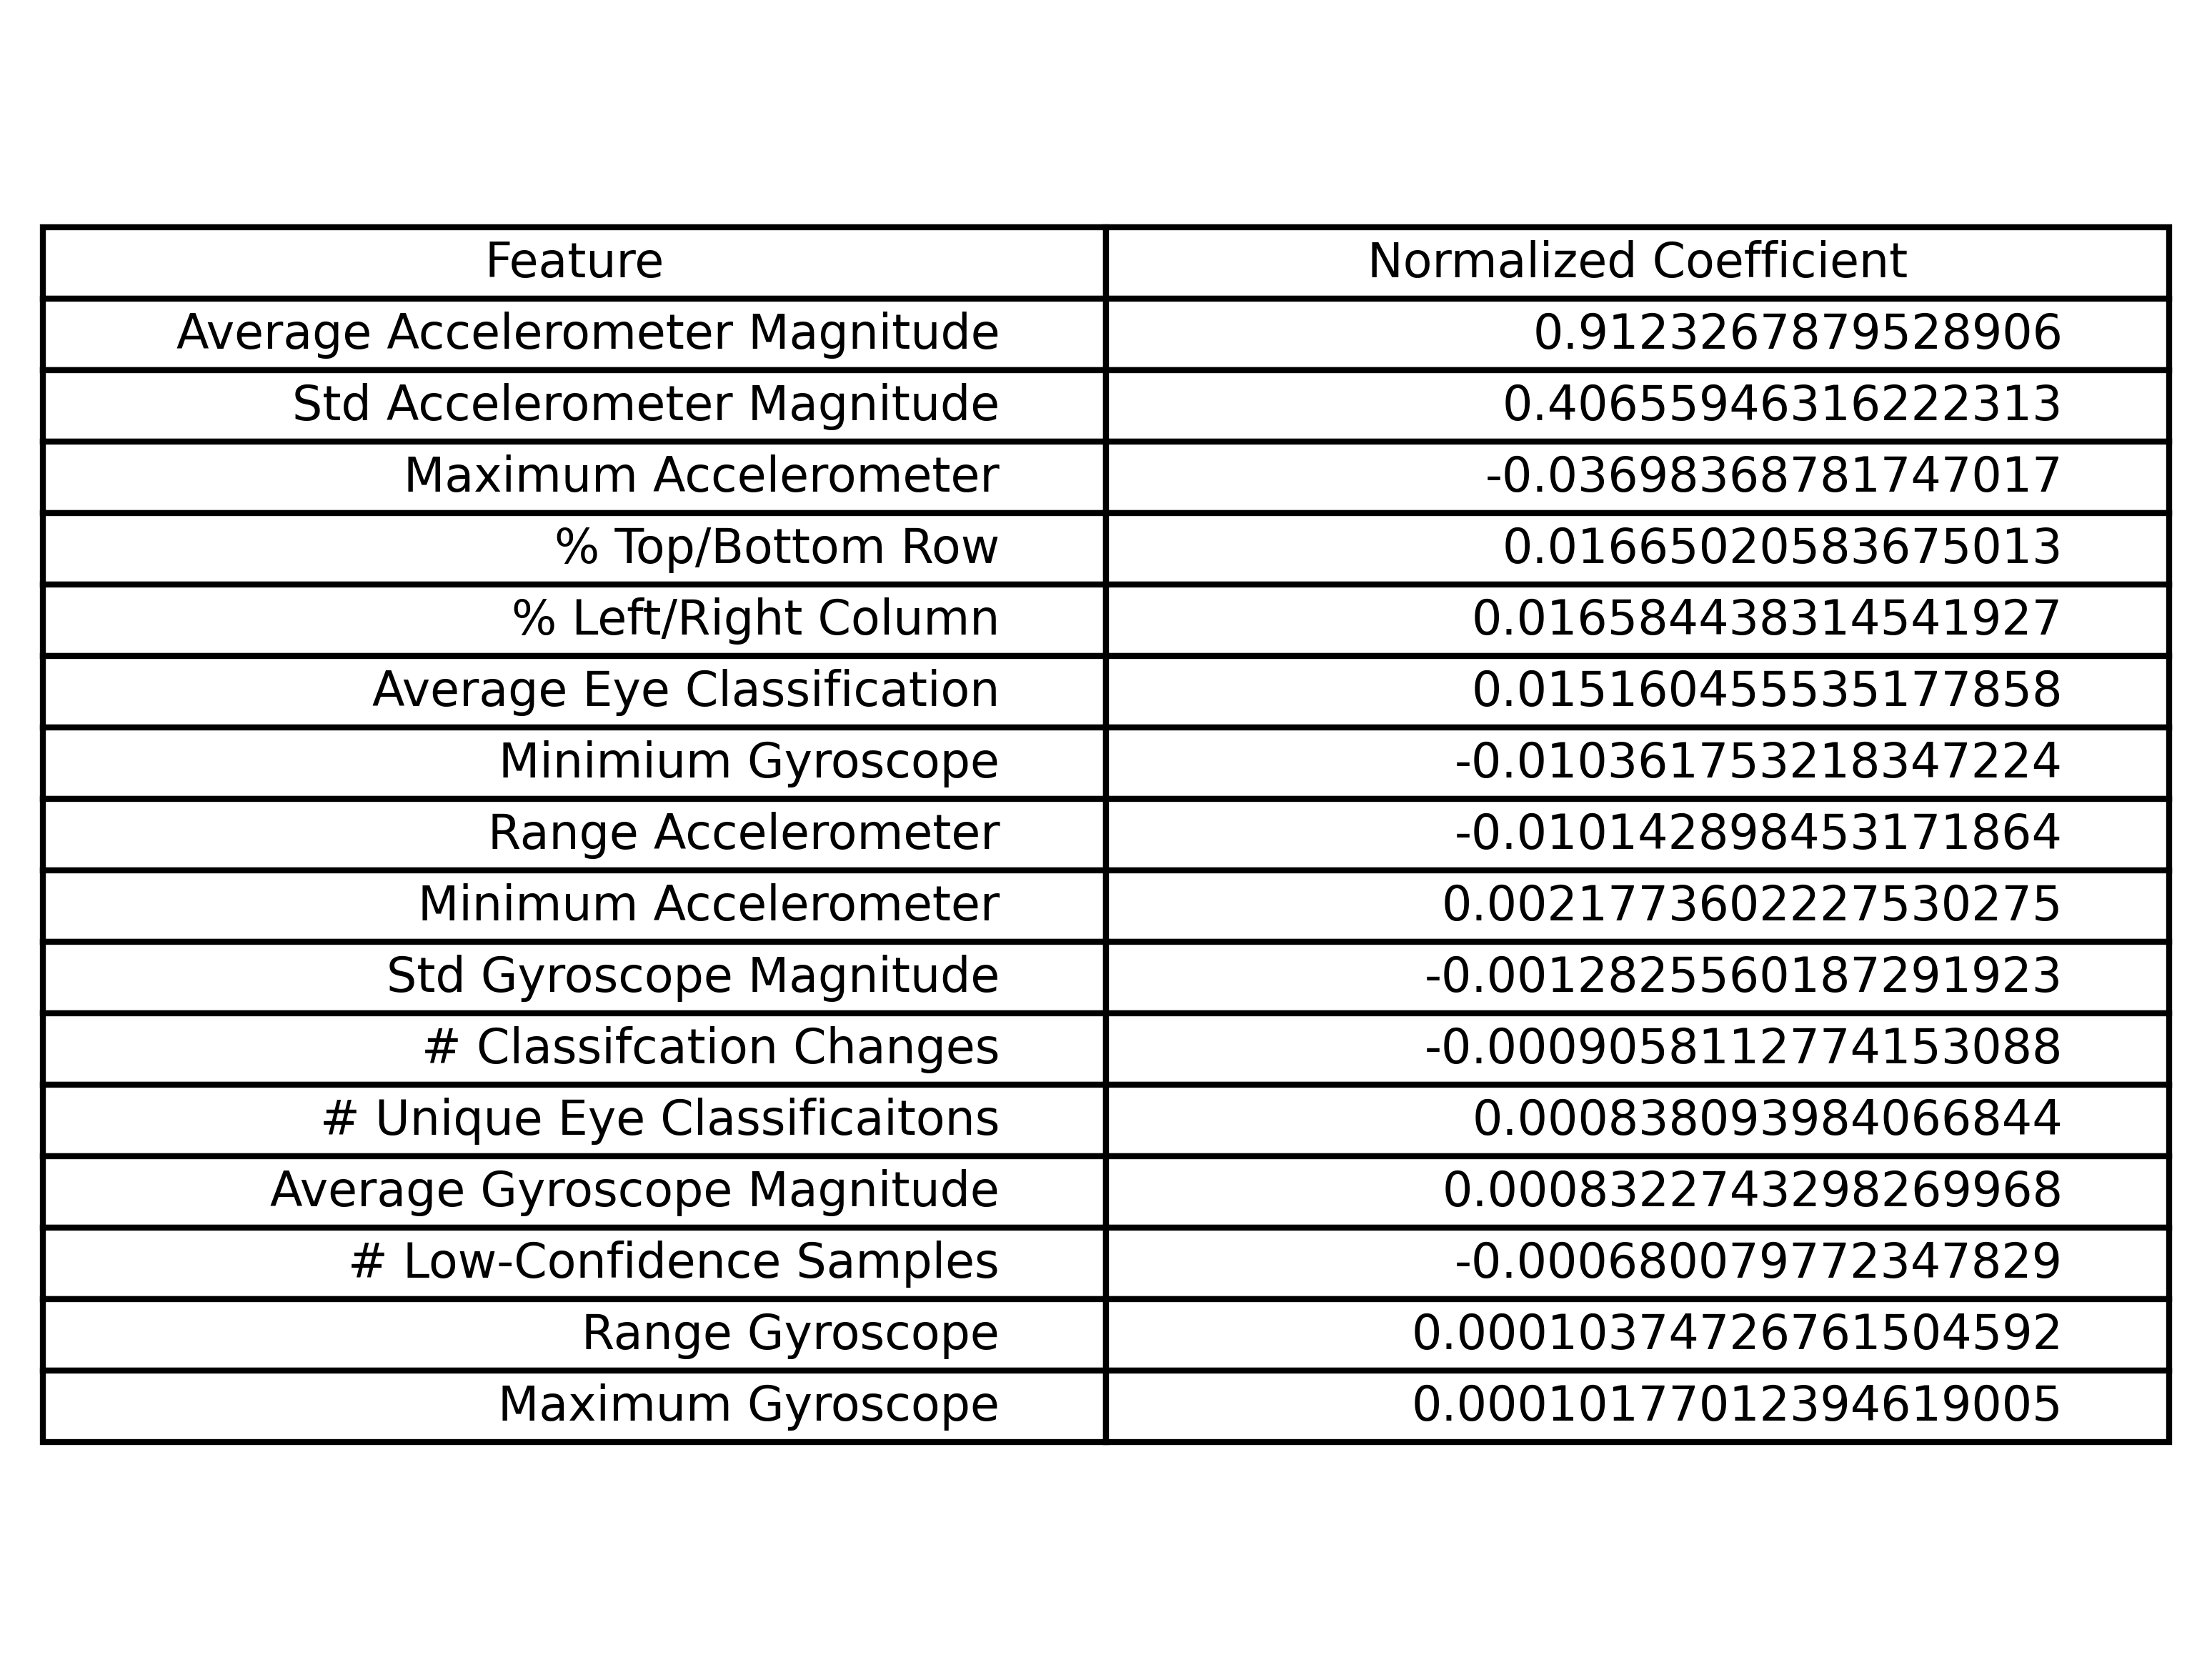 Feature Normalized Coefficient
Average Accelerometer Magnitude 0.9123267879528906
Std Accelerometer Magnitude 0.40655946316222313
Maximum Accelerometer -0.03698368781747017
% Top/Bottom Row 0.01665020583675013
% Left/Right Column 0.016584438314541927
Average Eye Classification 0.015160455535177858
Minimium Gyroscope -0.010361753218347224
Range Accelerometer -0.010142898453171864
Minimum Accelerometer 0.0021773602227530275
Std Gyroscope Magnitude -0.0012825560187291923
# Classifcation Changes -0.0009058112774153088
# Unique Eye Classificaitons 0.000838093984066844
Average Gyroscope Magnitude 0.0008322743298269968
# Low-Confidence Samples -0.000680079772347829
Range Gyroscope 0.00010374726761504592
Maximum Gyroscope 0.00010177012394619005